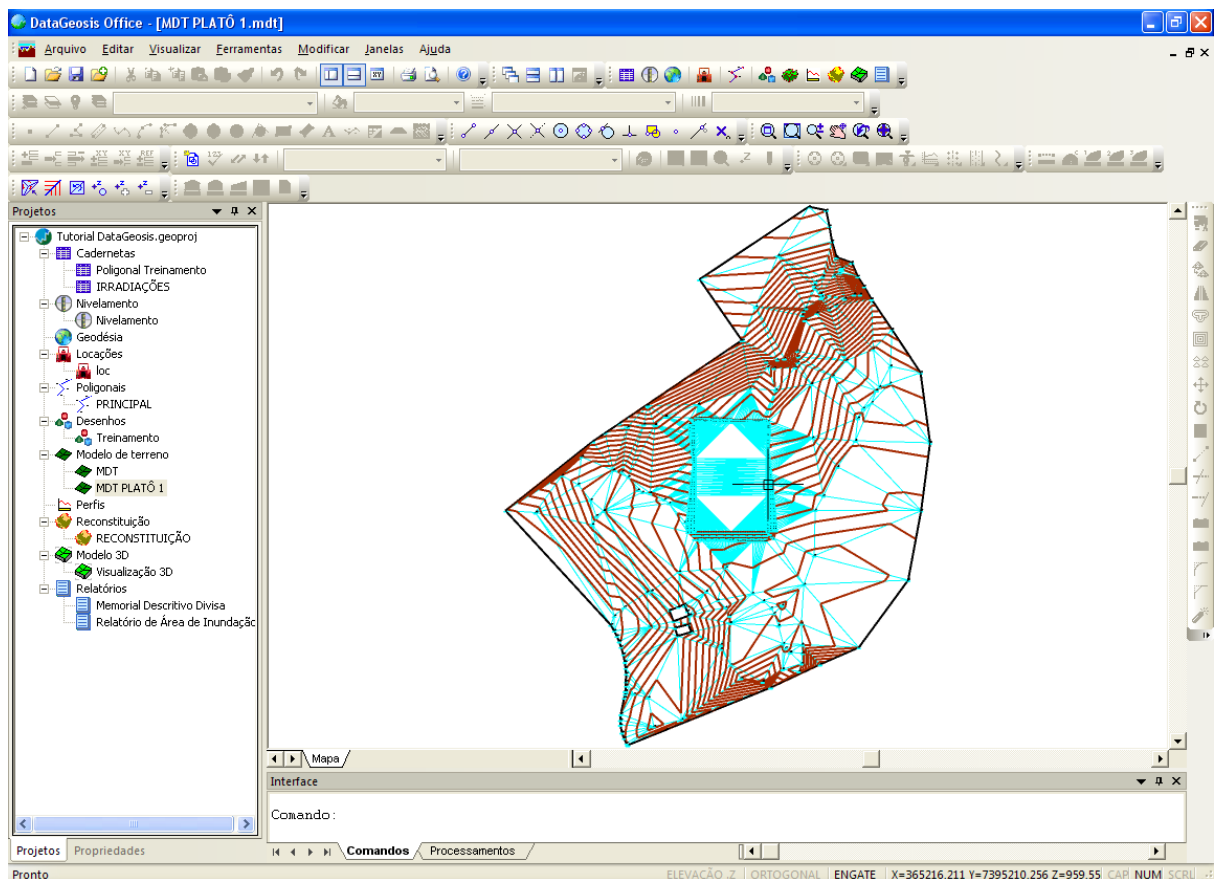 DataGeosis Office - [MDT PLATÔ 1.mdt]
Arquivo Editar Visualizar Ferramentas Modificar Janelas Ajuda
Projetos
Tutorial DataGeosis.geoproj
Cadernetas
Poligonal Treinamento
IRRADIAÇÕES
Nivelamento
Nivelamento
Geodésia
Locações
loc
Poligonais
PRINCIPAL
Desenhos
Treinamento
Modelo de terreno
MDT
MDT PLATÔ 1
Perfis
Reconstituição
RECONSTITUIÇÃO
Modelo 3D
Visualização 3D
Relatórios
Memorial Descritivo Divisa
Relatório de Área de Inundaçãc
Mapa
Interface
Comando:
Projetos Propriedades
Comandos Processamentos
Pronto
ELEVAÇÃO .Z ORTOGONAL ENGATE X=365216.211 Y=7395210.256 Z=959.55 CAP NUM SCRL